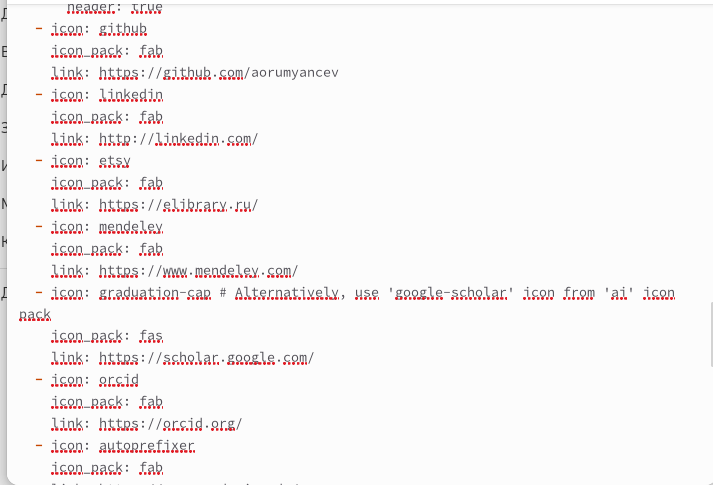 header: true
- icon: github
icon_pack: fab
link: https://github.com/aorumyancev
- icon: linkedin
icon_pack: fab
link: http://linkedin.com/
- icon: etsy
icon_pack: fab
link: https://elibrary.ru/
- icon: mendeley
icon_pack: fab
link: https://www.mendeley.com/
- icon: graduation-cap # Alternatively, use 'google-scholar' icon from 'ai' icon
pack
icon_pack: fas
link: https://scholar.google.com/
- icon: orcid
icon_pack: fab
link: https://orcid.org/
- icon: autoprefixer
icon_pack: fab